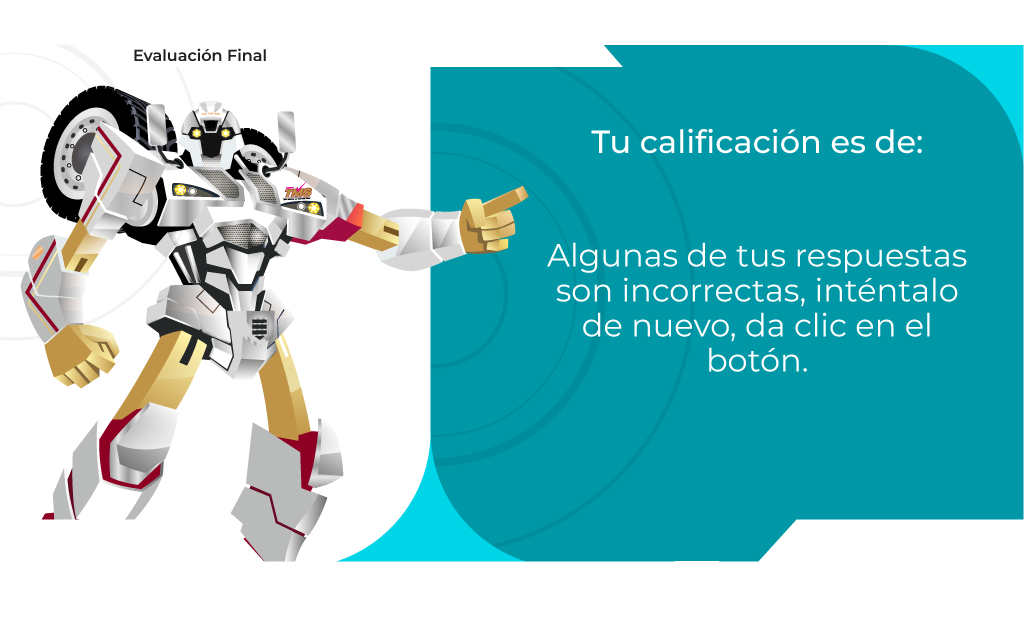 Evaluación Final
Tu calificación es de:
Algunas de tus respuestas
son incorrectas, inténtalo
de nuevo, da clic en el
botón.
TMB